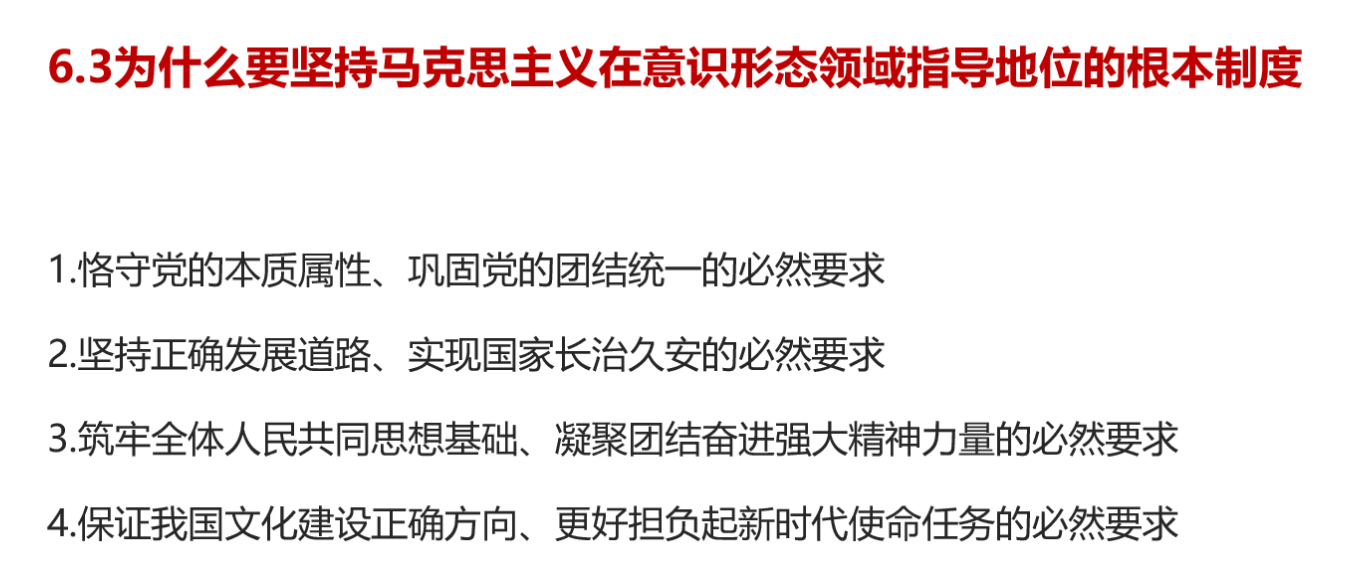 6.3为什么要坚持马克思主义在意识形态领域指导地位的根本制度
1.恪守党的本质属性、巩固党的团结统一的必然要求
2.坚持正确发展道路、实现国家长治久安的必然要求
3.筑牢全体人民共同思想基础、凝聚团结奋进强大精神力量的必然要求
4.保证我国文化建设正确方向、更好担负起新时代使命任务的必然要求